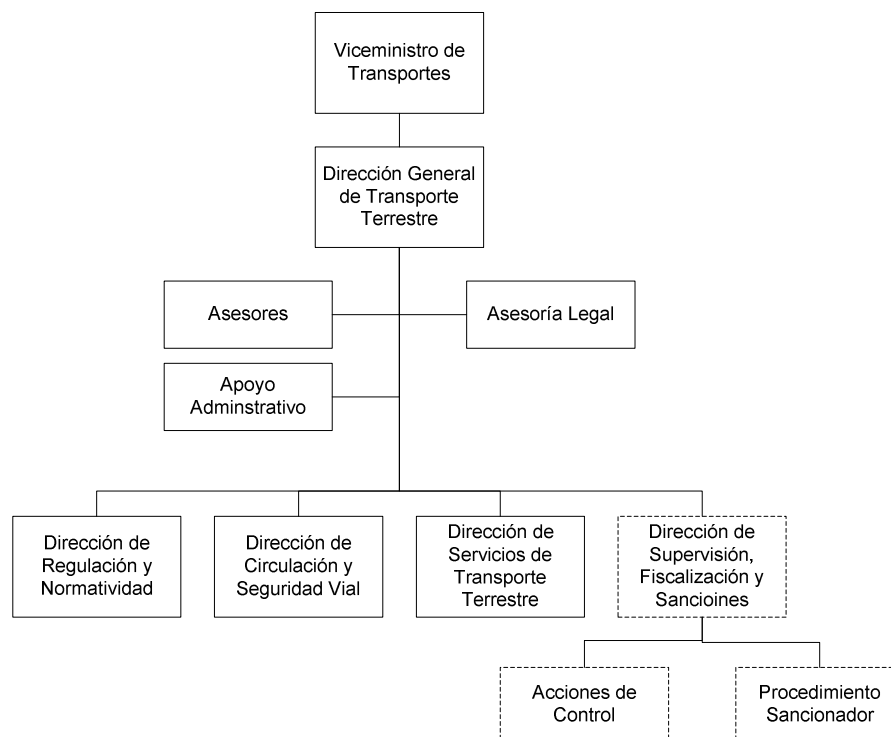 Viceministro de
Transportes
Dirección General
de Transporte
Terrestre
Asesores
Asesoría Legal
Apoyo
Adminstrativo
Dirección de
Regulación y
Normatividad
Dirección de
Circulación y
Seguridad Vial
Dirección de
Servicios de
Transporte
Terrestre
Dirección de
Supervisión,
Fiscalización y
Sancioines
Acciones de
Control
Procedimiento
Sancionador